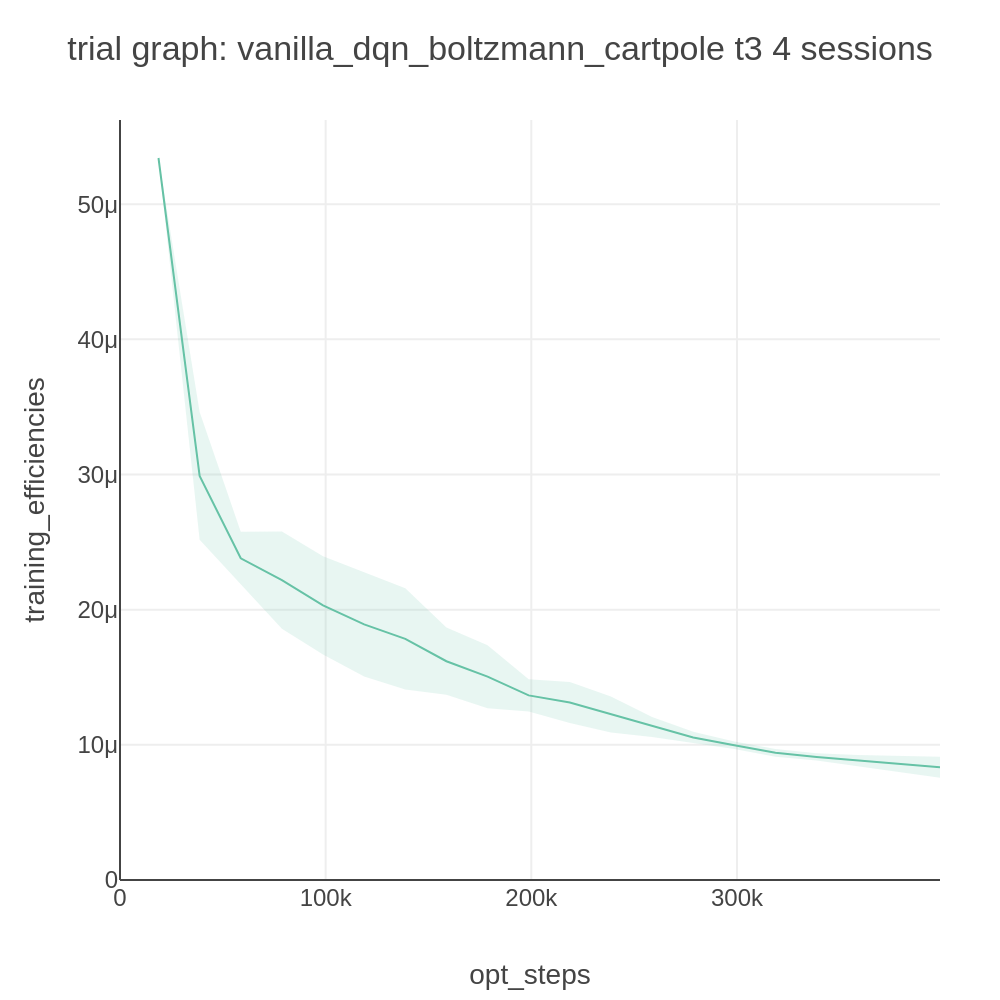 trial graph: vanilla_dqn_boltzmann_cartpole t3 4 sessions
training_efficiencies
50μ
40μ
30μ
20μ
10μ
0
0
100k
200k
300k
opt_steps